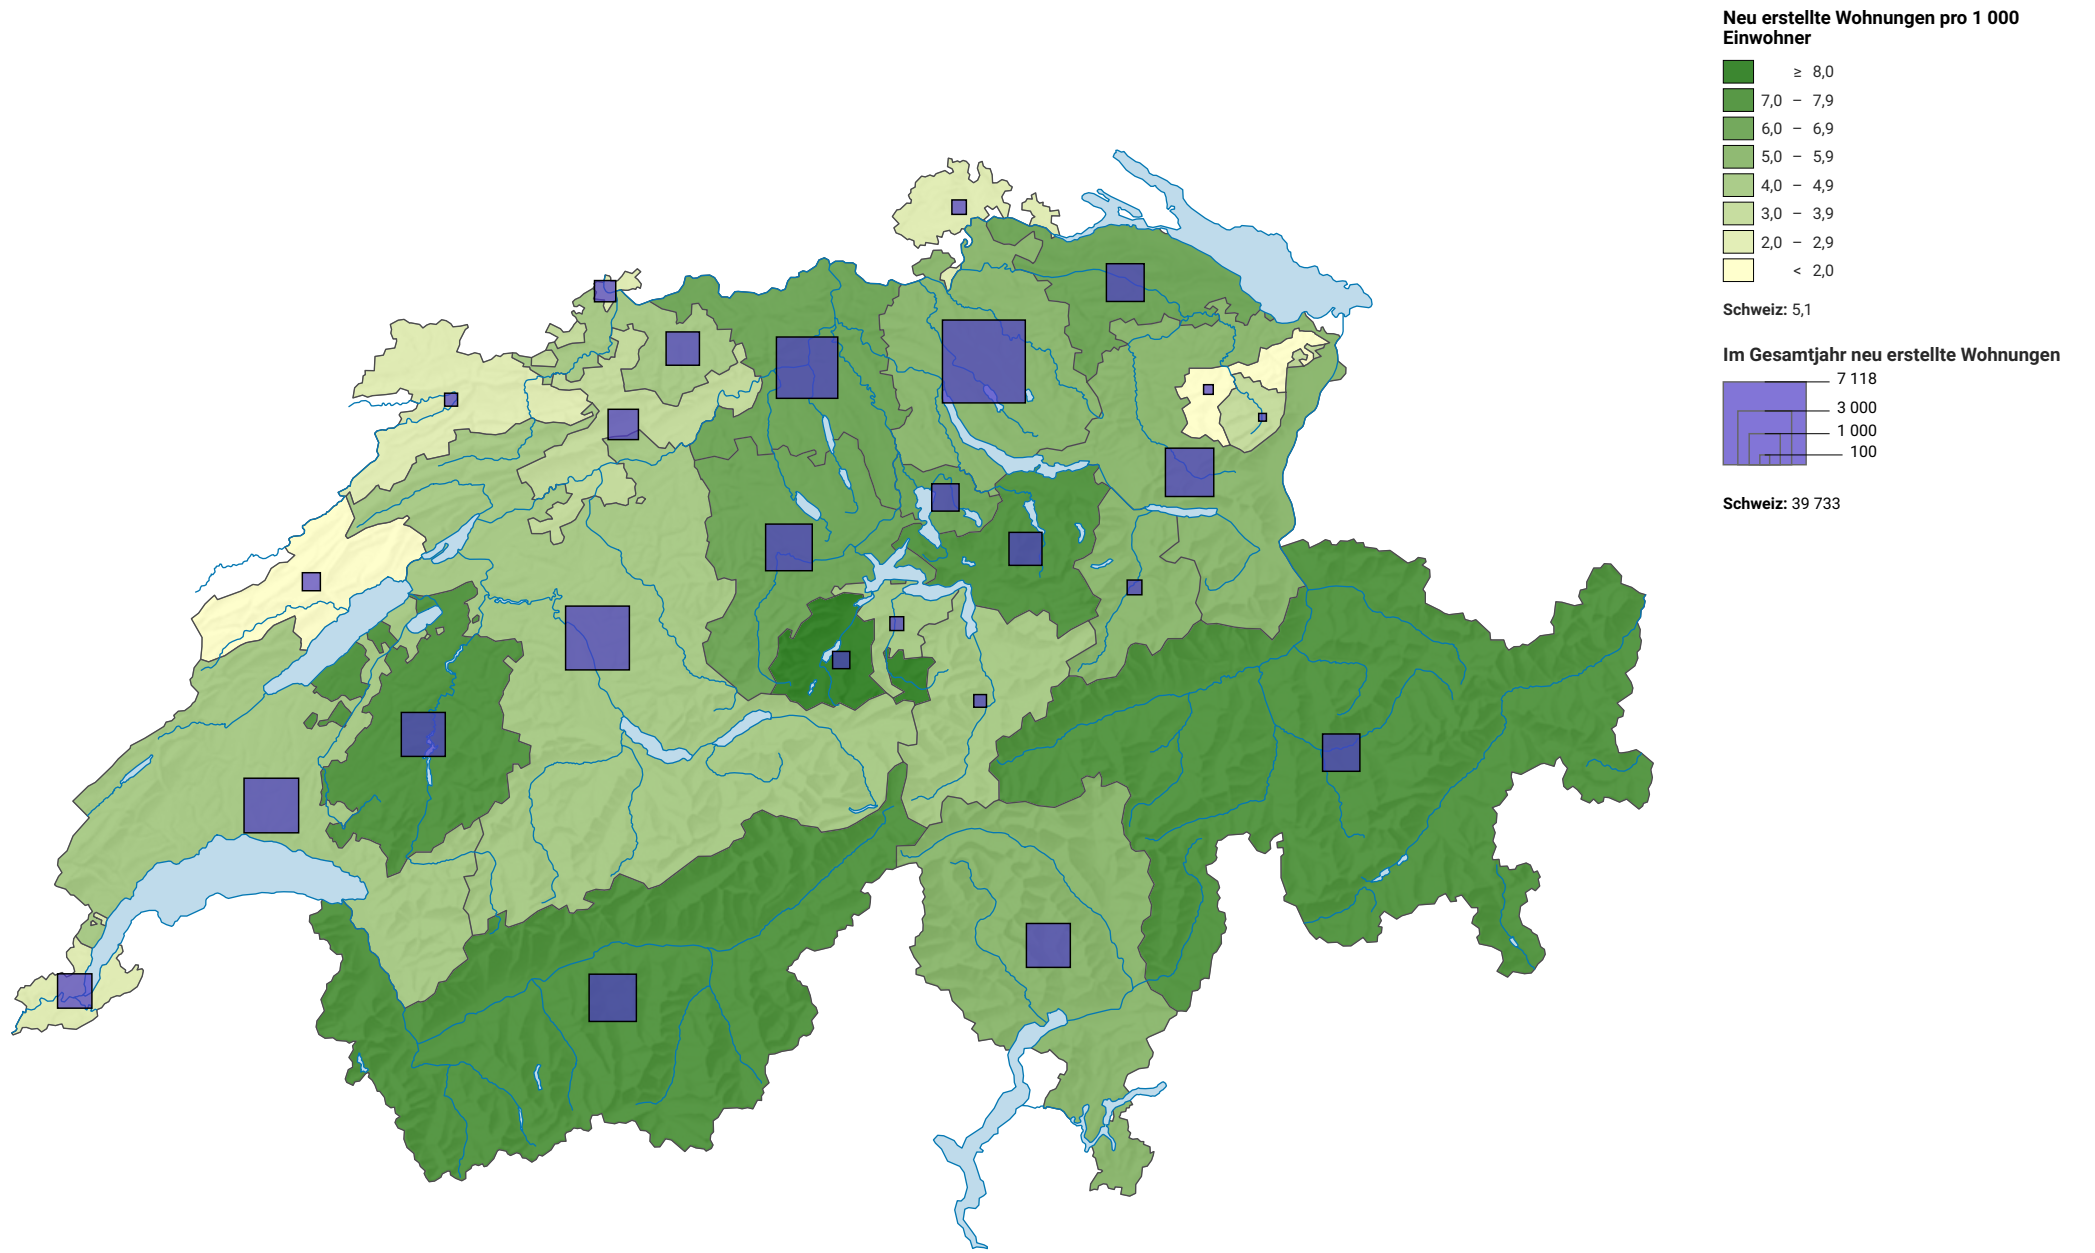 Neu erstellte Wohnungen pro 1 000
Einwohner
≥ 8,0
7,0 – 7,9
6,0 – 6,9
5,0 – 5,9
4,0 – 4,9
3,0 – 3,9
2,0 – 2,9
< 2,0
Schweiz: 5,1
Im Gesamtjahr neu erstellte Wohnungen
7 118
3 000
1 000
100
Schweiz: 39 733